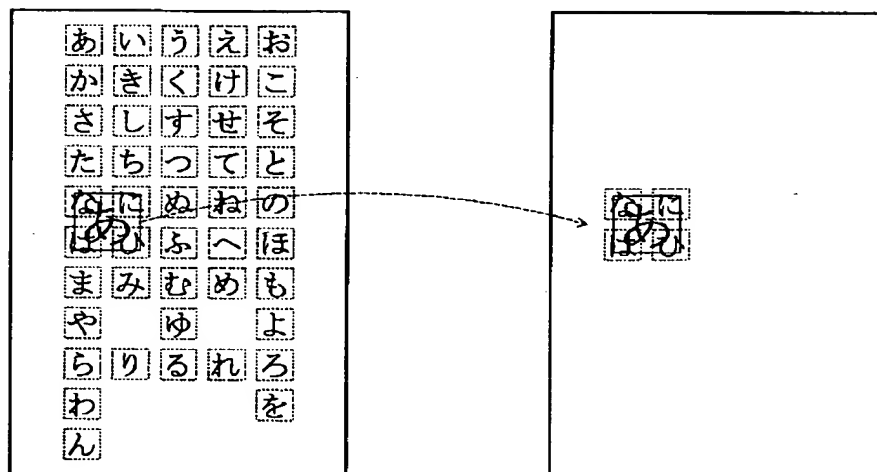 あいうえお
かきくけこ
さしすせそ
たちつてと
なにぬねの
あ
はひふへほ
まみむめも
やゆよ
らりるれろ
わを
ん
なに
あ
はひ